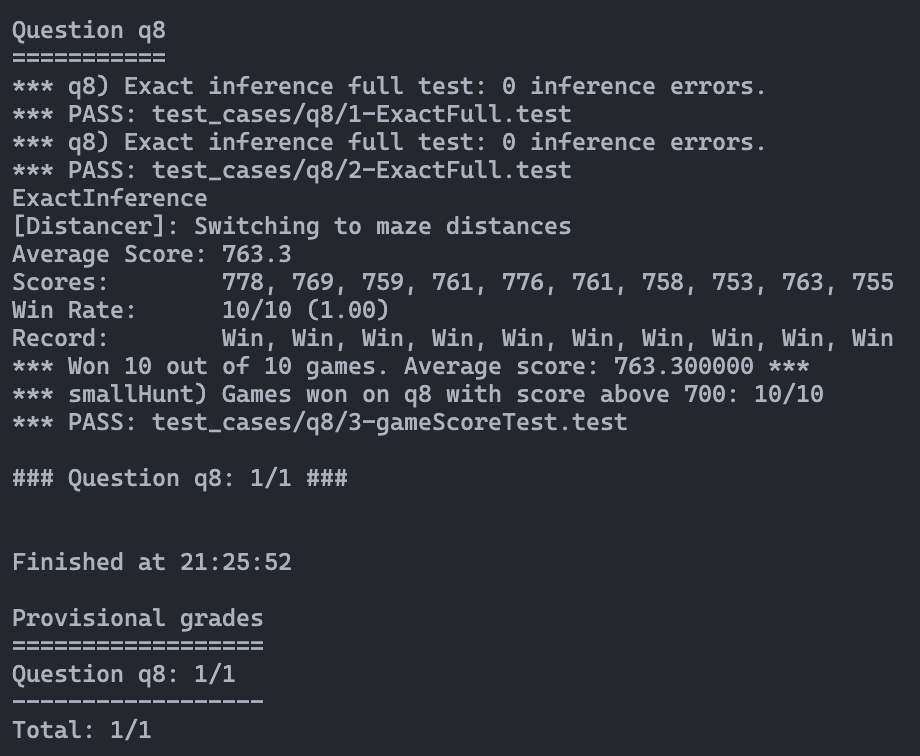 Question q8
===========
*** q8) Exact inference full test: 0 inference errors.
*** PASS: test_cases/q8/1-ExactFull.test
*** q8) Exact inference full test: 0 inference errors.
*** PASS: test_cases/q8/2-ExactFull.test
ExactInference
[Distancer]: Switching to maze distances
Average Score: 763.3
Scores:        778, 769, 759, 761, 776, 761, 758, 753, 763, 755
Win Rate:      10/10 (1.00)
Record:        Win, Win, Win, Win, Win, Win, Win, Win, Win, Win
*** Won 10 out of 10 games. Average score: 763.300000 ***
*** smallHunt) Games won on q8 with score above 700: 10/10
*** PASS: test_cases/q8/3-gameScoreTest.test
### Question q8: 1/1 ###
Finished at 21:25:52
Provisional grades
==================
Question q8: 1/1
------------------
Total: 1/1